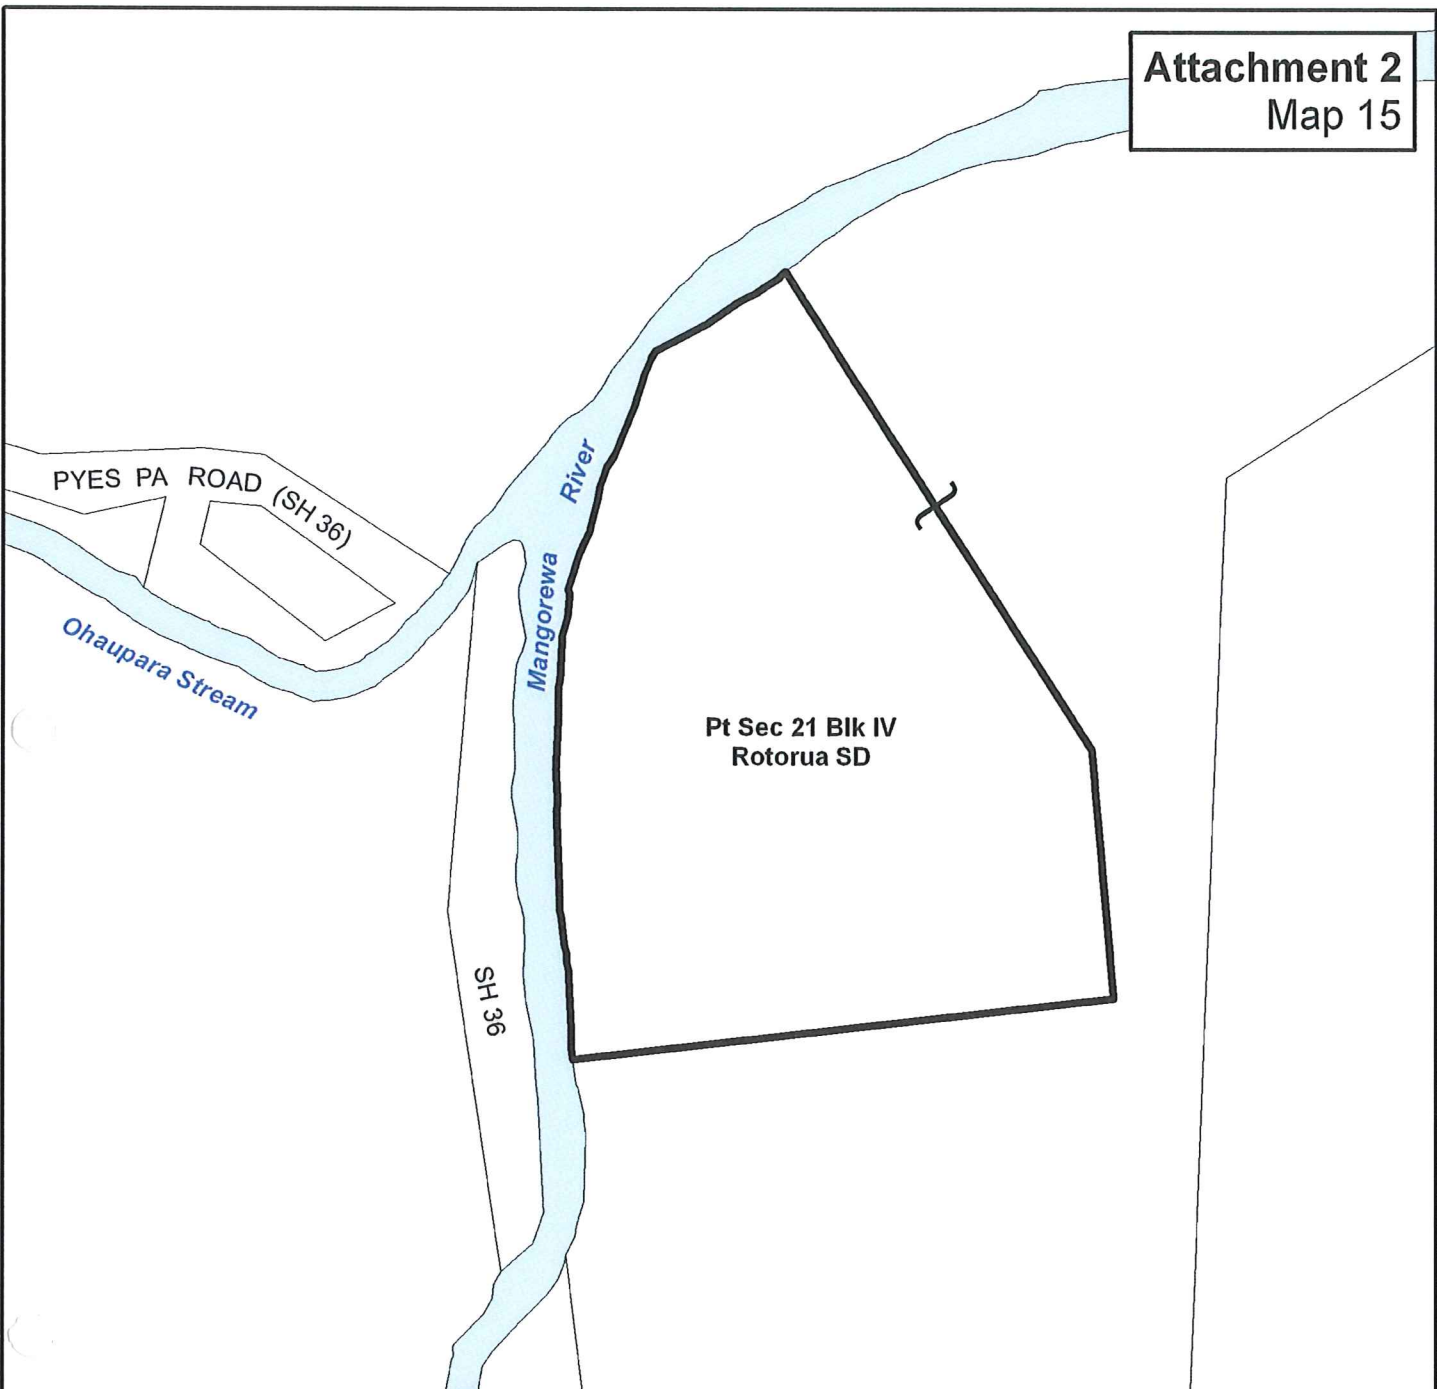 Attachment 2
Map 15
PYES PA ROAD (SH 36)
River
Mangorewa
Ohaupara Stream
Pt Sec 21 Blk IV
Rotorua SD
SH 36